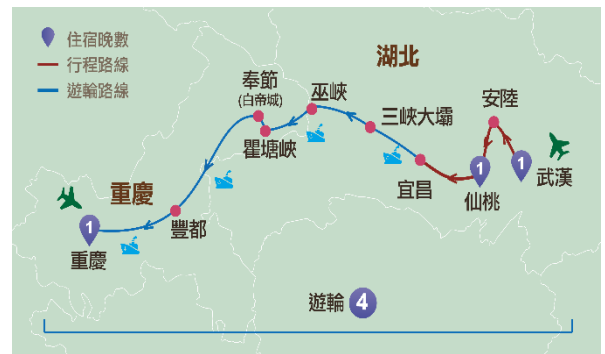 住宿晚數
行程路線
遊輪路線
湖北
奉節
(白帝城)
巫峽
安陸
三峽大壩
瞿塘峽
1
1
武漢
宜昌
仙桃
重慶
1
豐都
重慶
遊輪 4